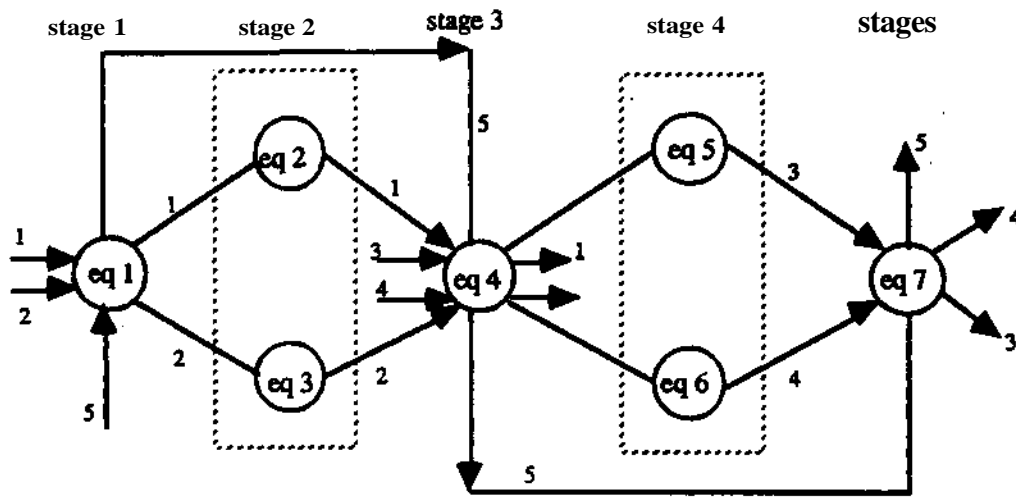 stage 1 stage 2 stage 3 stage 4 stages
5 5
eq 2 eq 5
1 1 3
1 3 1 4
eq 1 4 eq 4 eq 7
2 2 2 4 3
eq 3 eq 6
5
5